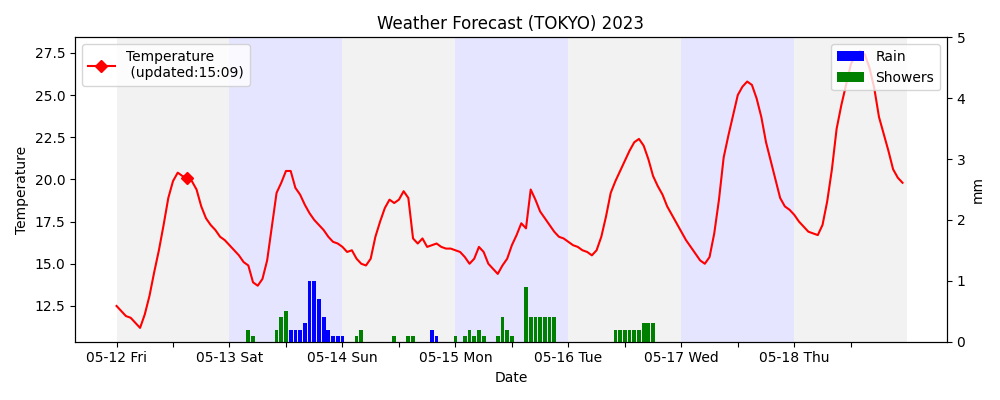 Weather Forecast (TOKYO) 2023
Temperature
(updated:15:09)
Rain
Showers
27.5
25.0
22.5
20.0
17.5
15.0
12.5
Temperature
5
4
3
2
1
0
mm
05-12 Fri
05-13 Sat
05-14 Sun
05-15 Mon
05-16 Tue
05-17 Wed
05-18 Thu
Date